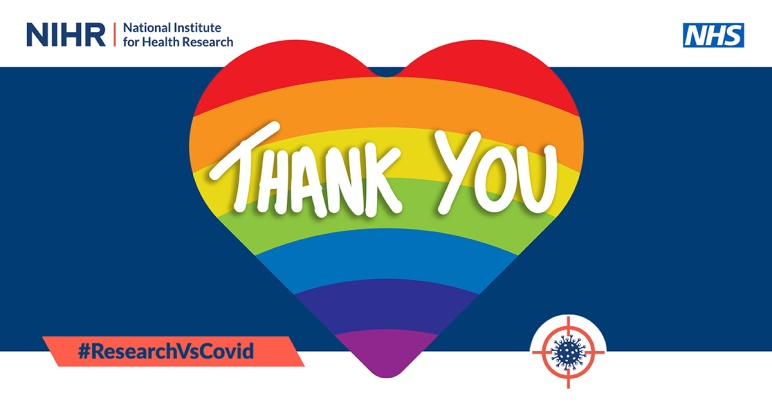 NIHR
National Institute
for Health Research
NHS
THANK YOU
#ResearchVsCovid